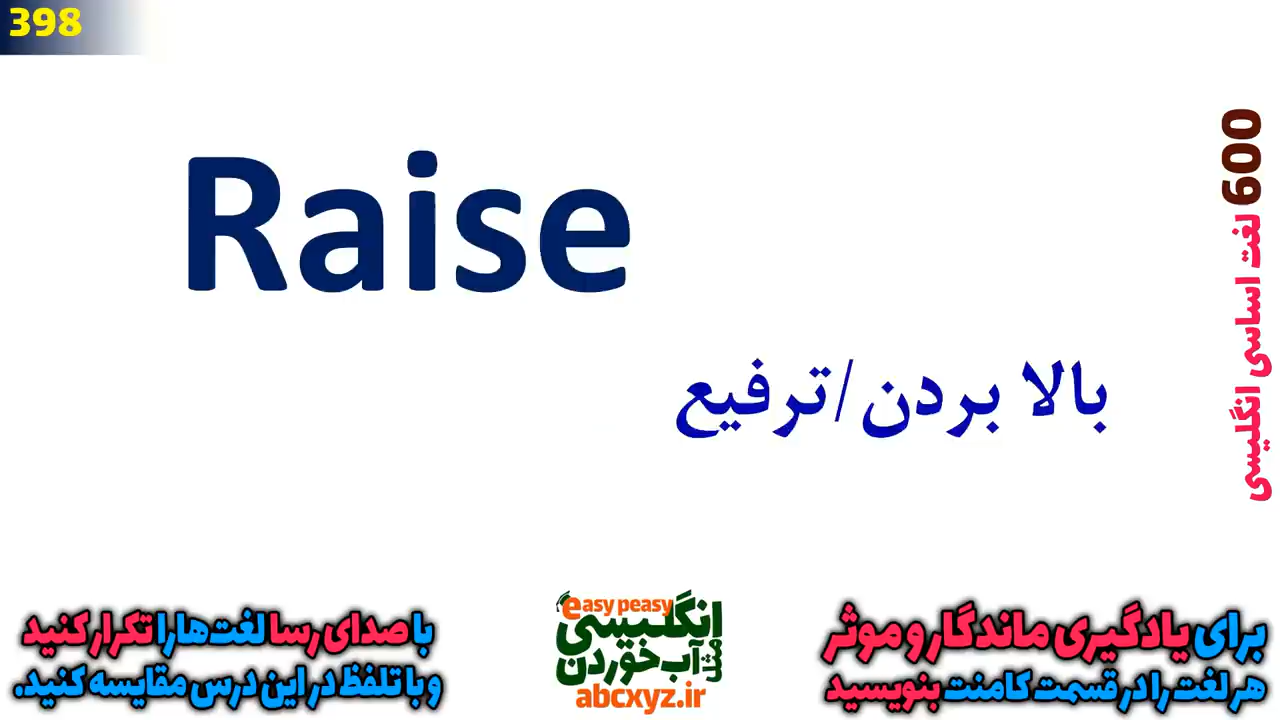 398
Raise
بالا بردن/ترفیع
600 لغت اساسی انگلیسی
برای یادگیری ماندگار و موثر
هر لغت را در قسمت کامنت بنویسید
easy peasy
انگلیسی
مثل آب خوردن
abcxyz.ir
با صدای رسا لغت‌ها را تکرار کنید
و با تلفظ در این درس مقایسه کنید.